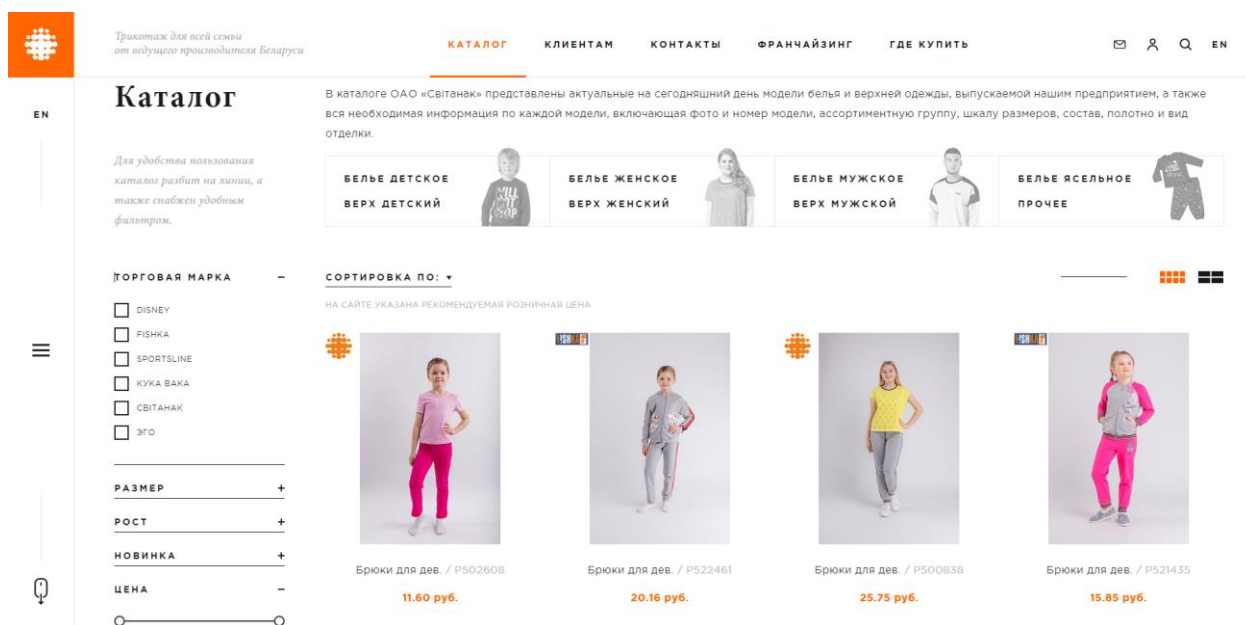 Трикотаж для всей семьи
от ведущего производителя Беларуси
КАТАЛОГ
КЛИЕНТАМ
КОНТАКТЫ
ФРАНЧАЙЗИНГ
ГДЕ КУПИТЬ
EN
EN
Каталог
Для удобства пользования
каталог разбит на линии, а
также снабжен удобным
фильтром.
В каталоге ОАО «Світанак» представлены актуальные на сегодняшний день модели белья и верхней одежды, выпускаемой нашим предприятием, а также
вся необходимая информация по каждой модели, включающая фото и номер модели, ассортиментную группу, шкалу размеров, состав, полотно и вид
отделки.
БЕЛЬЕ ДЕТСКОЕ
ВЕРХ ДЕТСКИЙ
БЕЛЬЕ ЖЕНСКОЕ
ВЕРХ ЖЕНСКИЙ
БЕЛЬЕ МУЖСКОЕ
ВЕРХ МУЖСКОЙ
БЕЛЬЕ ЯСЕЛЬНОЕ
ПРОЧЕЕ
ТОРГОВАЯ МАРКА –
DISNEY
FISHKA
SPORTSLINE
КУКА ВАКА
СВІТАНАК
ЭГО
РАЗМЕР +
РОСТ +
НОВИНКА +
ЦЕНА –
СОРТИРОВКА ПО:
НА САЙТЕ УКАЗАНА РЕКОМЕНДУЕМАЯ РОЗНИЧНАЯ ЦЕНА
Брюки для дев. / Р502608
11.60 руб.
Брюки для дев. / Р522461
20.16 руб.
Брюки для дев. / Р500838
25.75 руб.
Брюки для дев. / Р521435
15.85 руб.